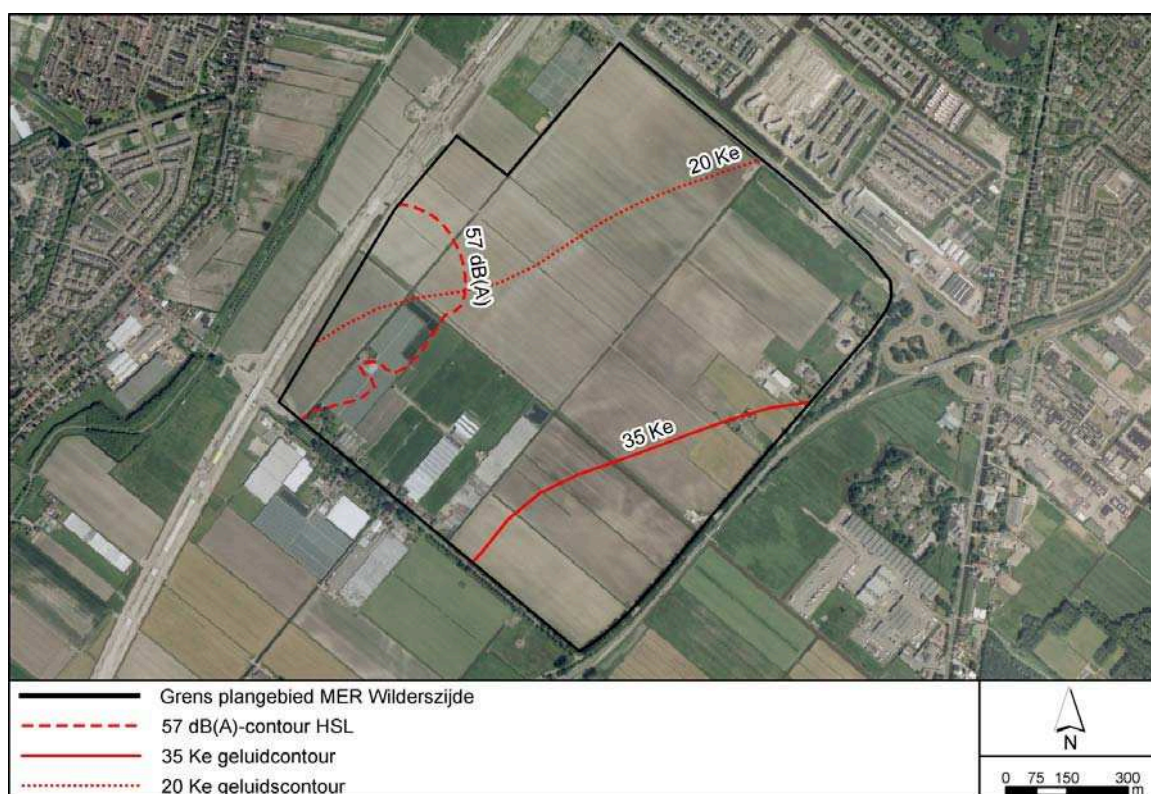 20 Ke
57 dB(A)
35 Ke
Grens plangebied MER Wilderszijde
57 dB(A)-contour HSL
35 Ke geluidcontour
20 Ke geluidscontour
N
0 75 150 300
m